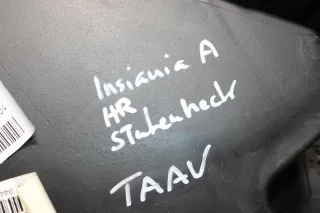 Insignia A
HR
Stufenheck
TAAV